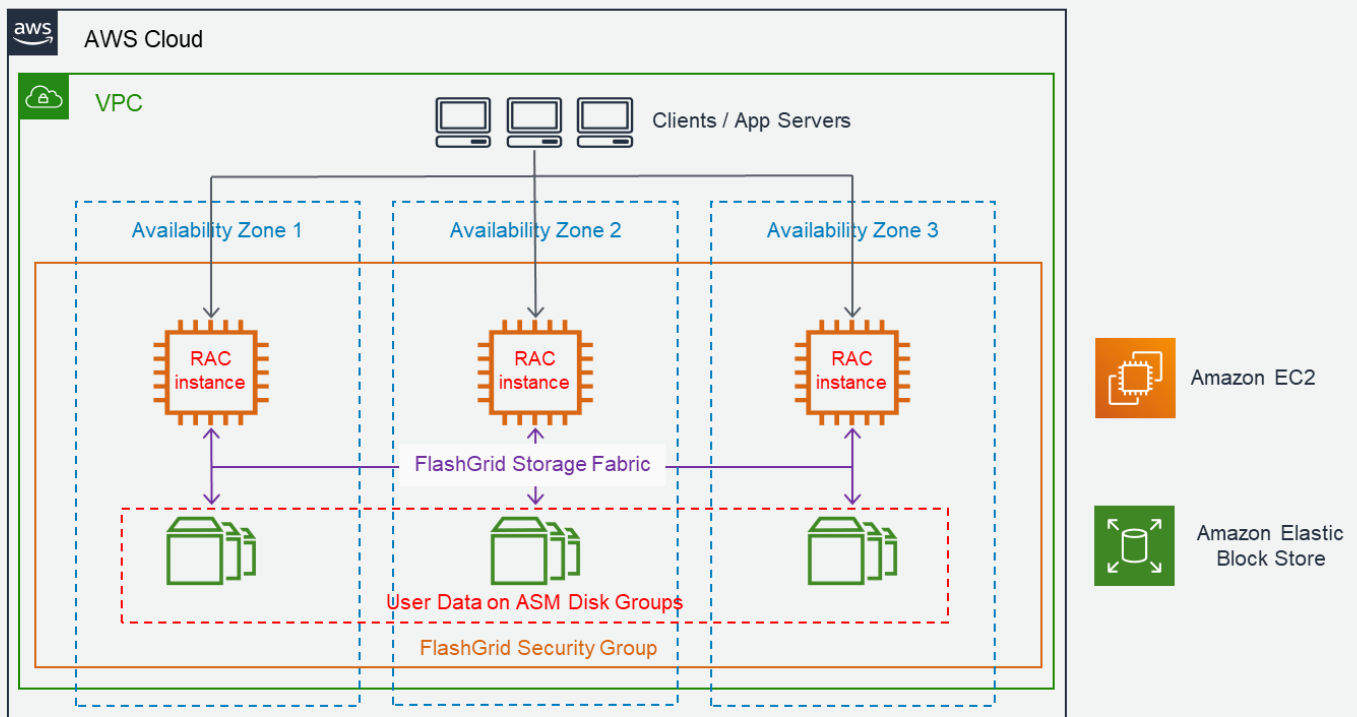 aws
AWS Cloud
VPC
Clients / App Servers
Availability Zone 1
Availability Zone 2
Availability Zone 3
RAC
instance
RAC
instance
RAC
instance
Amazon EC2
FlashGrid Storage Fabric
Amazon Elastic
Block Store
User Data on ASM Disk Groups
FlashGrid Security Group